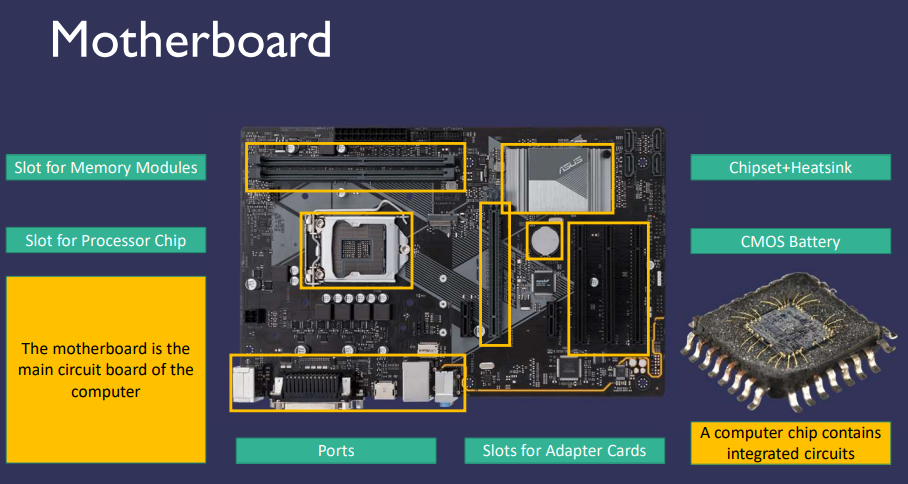 Motherboard
Slot for Memory Modules
Chipset+Heatsink
ASUS
Slot for Processor Chip
CMOS Battery
The motherboard is the
main circuit board of the
computer
Ports
Slots for Adapter Cards
A computer chip contains
integrated circuits